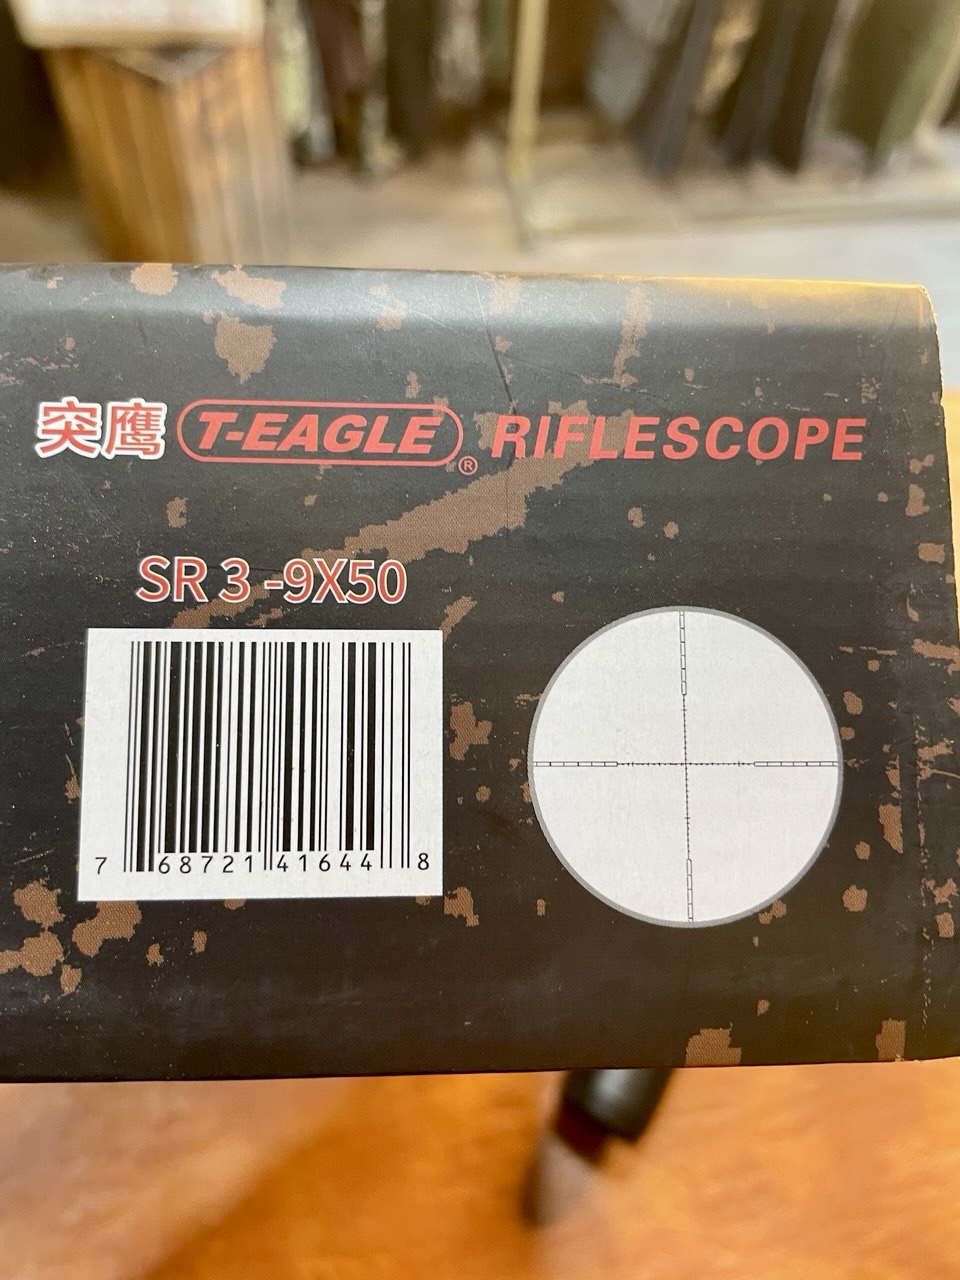 突鹰 T-EAGLE® RIFLESCOPE
SR 3-9X50
7 68721 41644 8